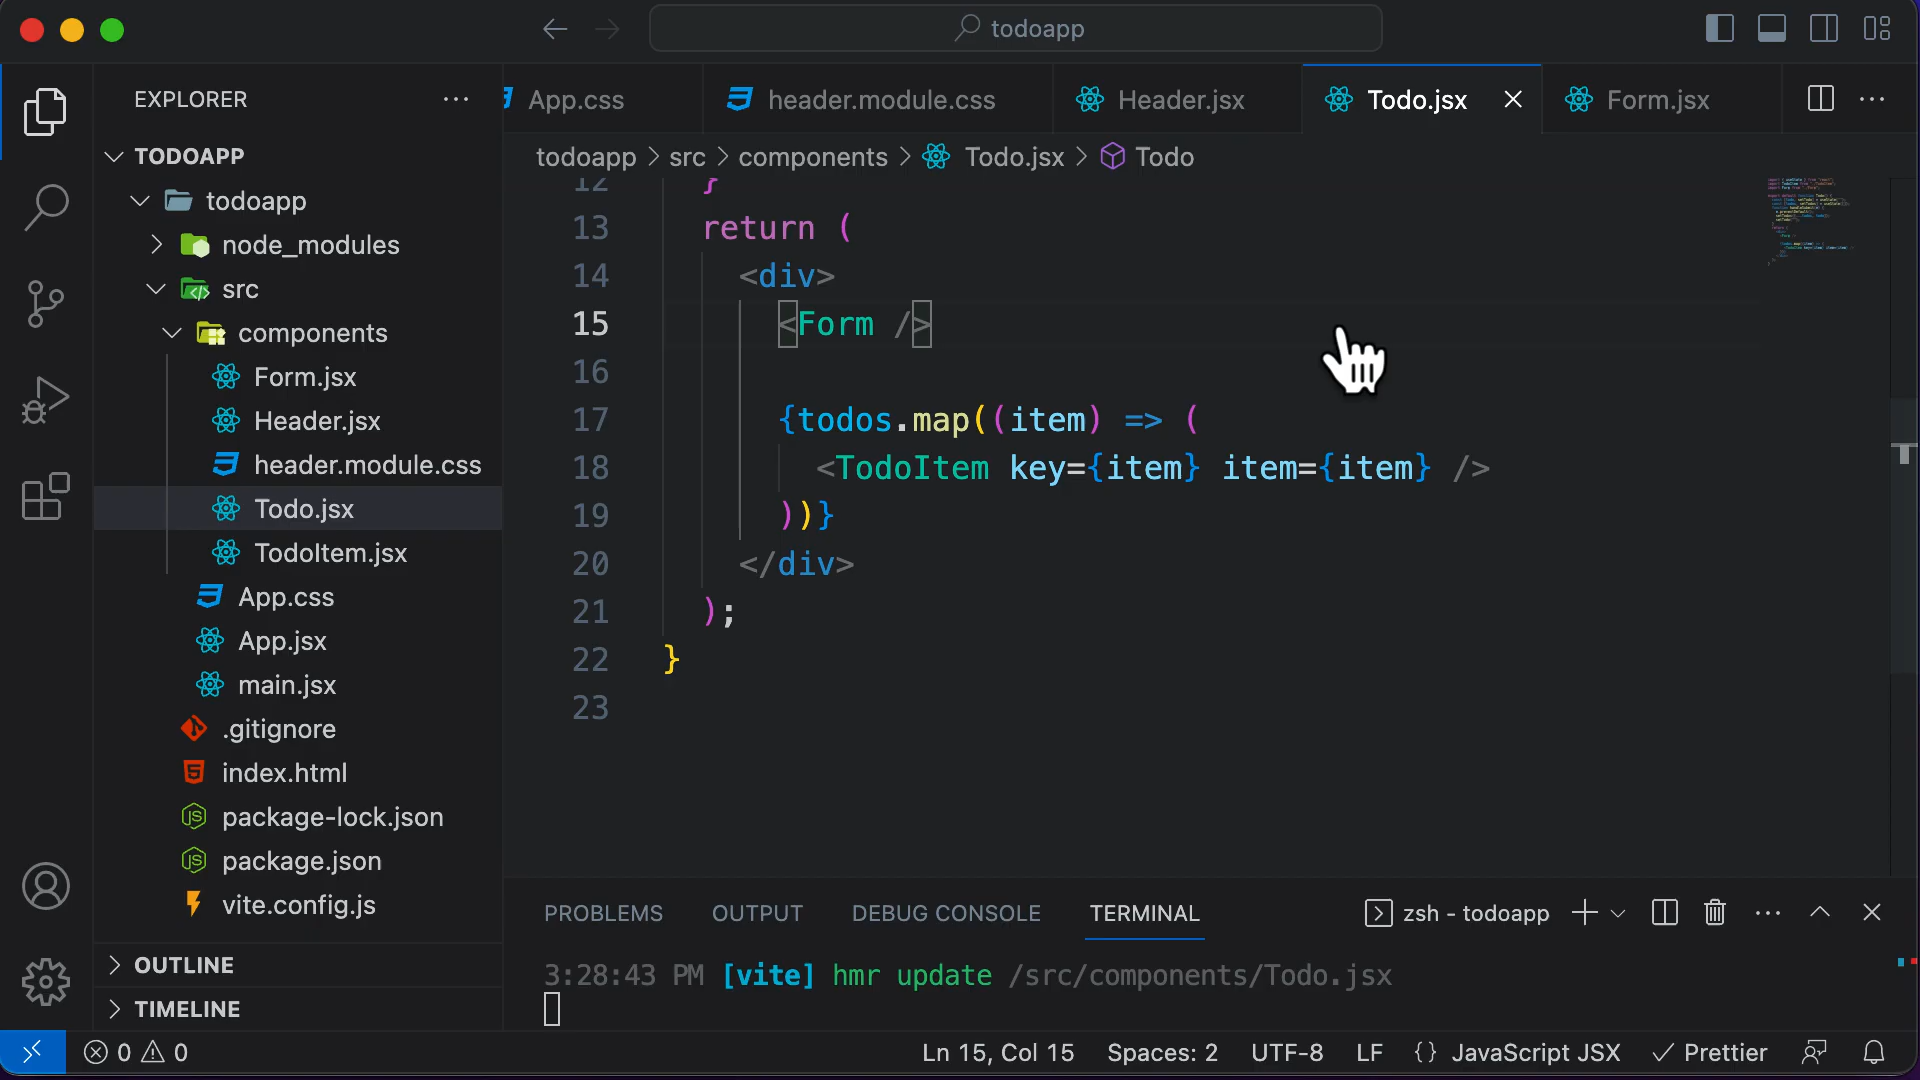 todoapp
EXPLORER
App.css
header.module.css
Header.jsx
Todo.jsx
Form.jsx
TODOAPP
todoapp
node_modules
src
components
Form.jsx
Header.jsx
header.module.css
Todo.jsx
TodoItem.jsx
App.css
App.jsx
main.jsx
.gitignore
index.html
package-lock.json
package.json
vite.config.js
OUTLINE
TIMELINE
todoapp > src > components > Todo.jsx > Todo
12 }
13 return (
14 <div>
15 <Form />
16
17 {todos.map((item) => (
18 <TodoItem key={item} item={item} />
19 ))}
20 </div>
21 );
22 }
23
PROBLEMS OUTPUT DEBUG CONSOLE TERMINAL
zsh - todoapp
3:28:43 PM [vite] hmr update /src/components/Todo.jsx
0 0
Ln 15, Col 15 Spaces: 2 UTF-8 LF {} JavaScript JSX Prettier